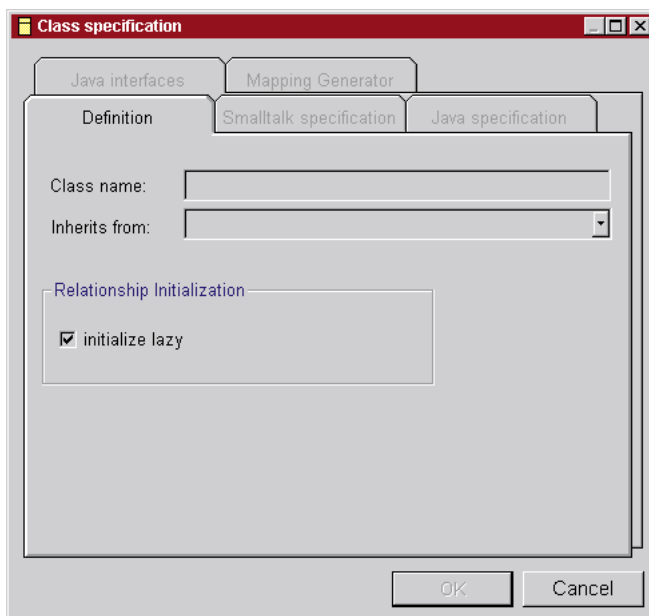 Class specification
Java interfaces
Mapping Generator
Definition
Smalltalk specification
Java specification
Class name:
Inherits from:
Relationship Initialization
initialize lazy
OK
Cancel